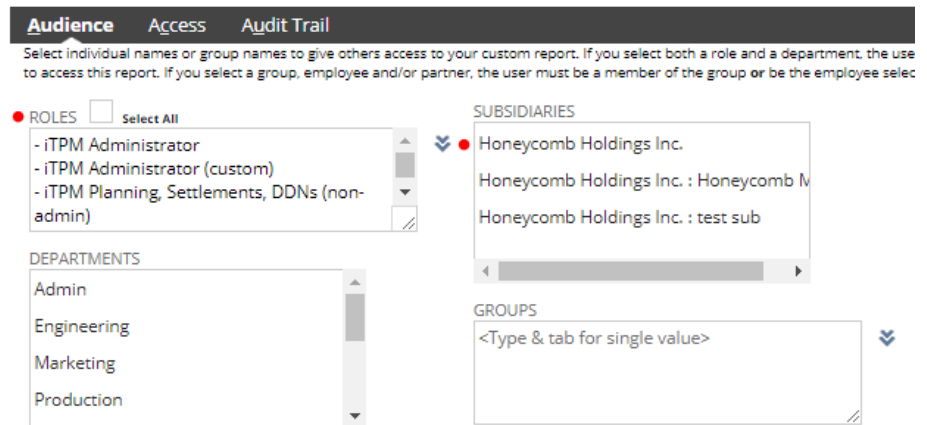 Audience Access Audit Trail
Select individual names or group names to give others access to your custom report. If you select both a role and a department, the use
to access this report. If you select a group, employee and/or partner, the user must be a member of the group or be the employee selec
ROLES Select All
- iTPM Administrator
- iTPM Administrator (custom)
- iTPM Planning, Settlements, DDNs (non-
admin)
DEPARTMENTS
Admin
Engineering
Marketing
Production
SUBSIDIARIES
Honeycomb Holdings Inc.
Honeycomb Holdings Inc. : Honeycomb M
Honeycomb Holdings Inc. : test sub
GROUPS
<Type & tab for single value>